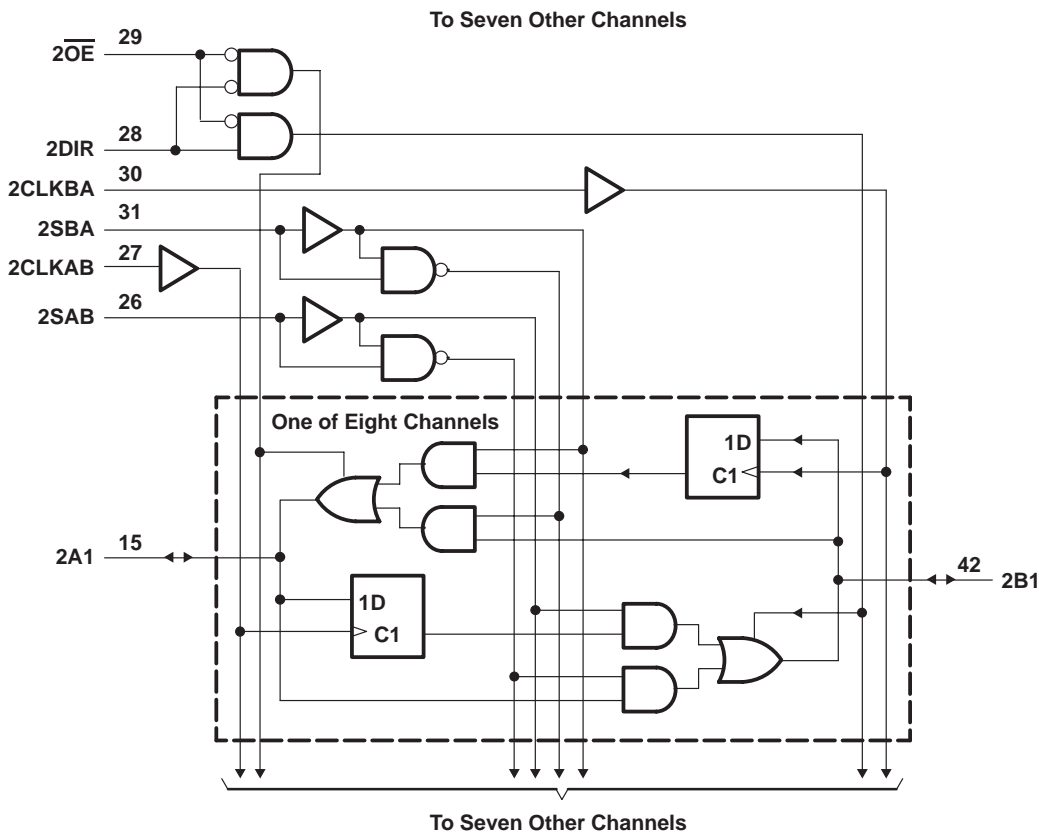 To Seven Other Channels
2OE 29
2DIR 28
2CLKBA 30
2SBA 31
2CLKAB 27
2SAB 26
One of Eight Channels
1D
C1
2A1 15
42 2B1
1D
C1
To Seven Other Channels